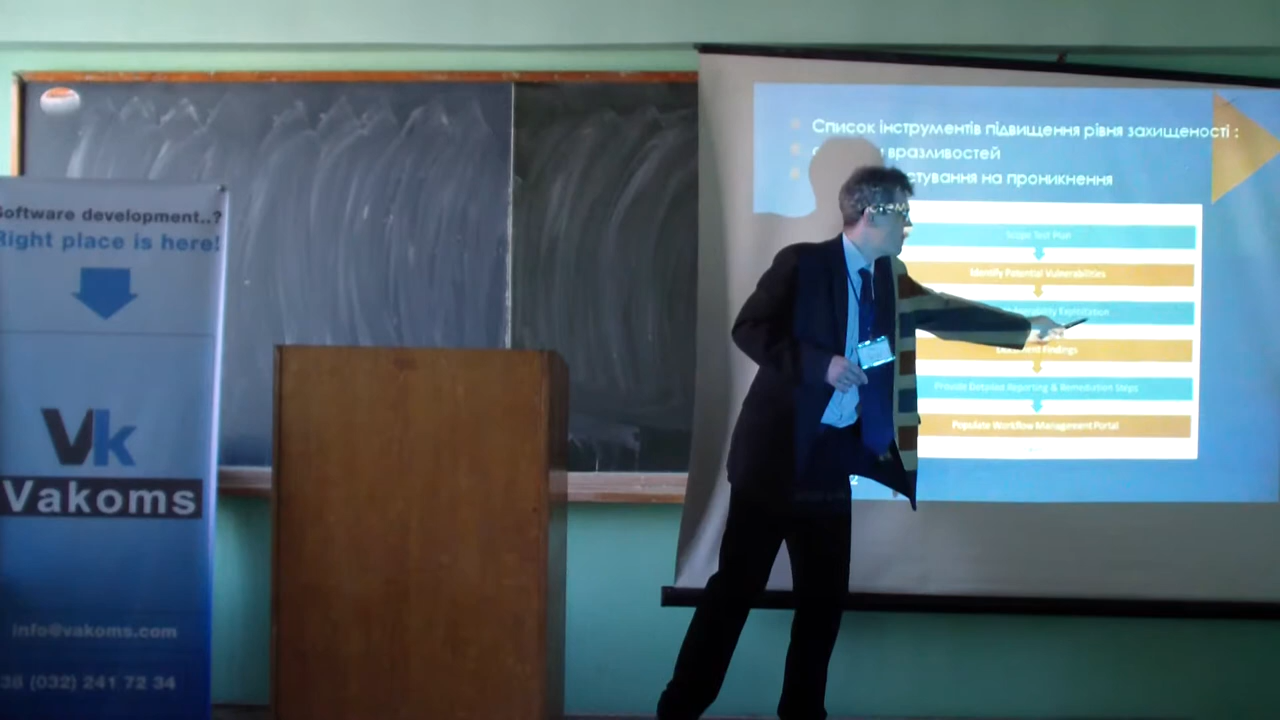 Software development..?
Right place is here!
Vk
Vakoms
info@vakoms.com
38 (032) 241 72 34
Список інструментів підвищення рівня захищеності :
вразливостей
на проникнення
Scope Test Plan
Identify Potential Vulnerabilities
Vulnerability Exploitation
Document Findings
Provide Detailed Reporting & Remediation Steps
Populate Workflow Management Portal